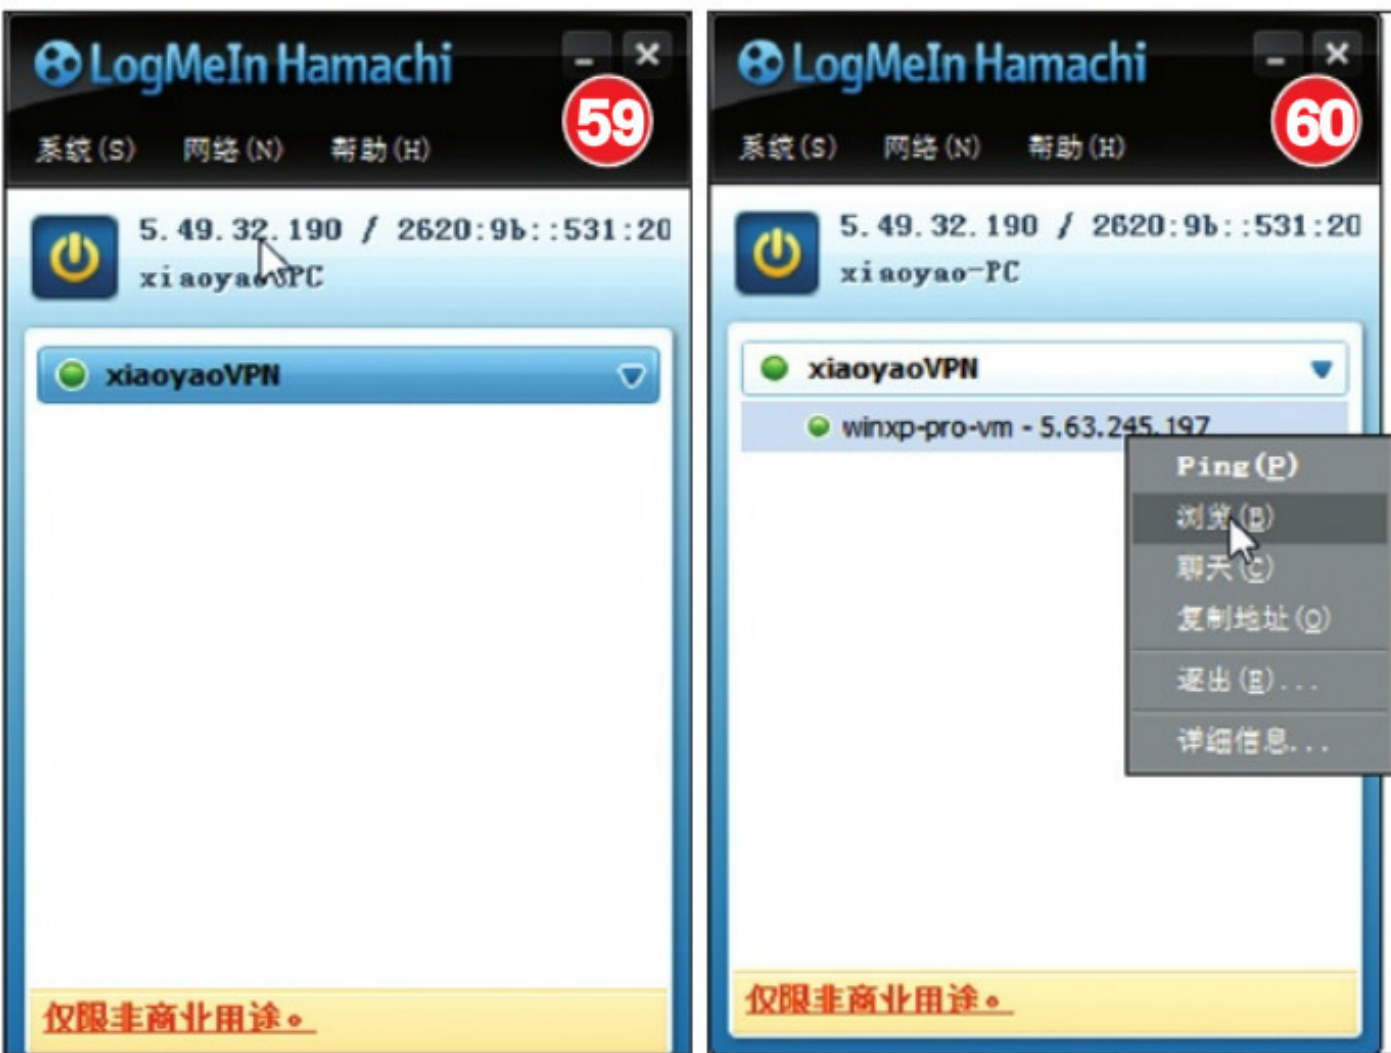 LogMeIn Hamachi
59
系统(S) 网络(N) 帮助(H)
5.49.32.190 / 2620:9b::531:20
xiaoyao-PC
xiaoyaoVPN
仅限非商业用途。
LogMeIn Hamachi
60
系统(S) 网络(N) 帮助(H)
5.49.32.190 / 2620:9b::531:20
xiaoyao-PC
xiaoyaoVPN
winxp-pro-vm - 5.63.245.197
Ping(P)
浏览(B)
聊天(C)
复制地址(O)
逐出(E)...
详细信息...
仅限非商业用途。